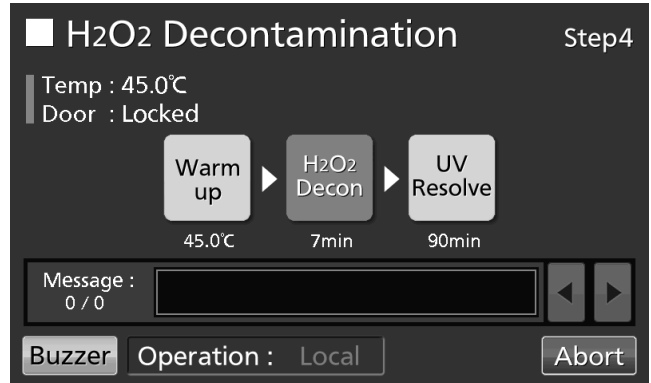 H2O2 Decontamination Step4
Temp : 45.0℃
Door : Locked
Warm up
H2O2 Decon
UV Resolve
45.0℃ 7min 90min
Message :
0 / 0
Buzzer Operation : Local Abort